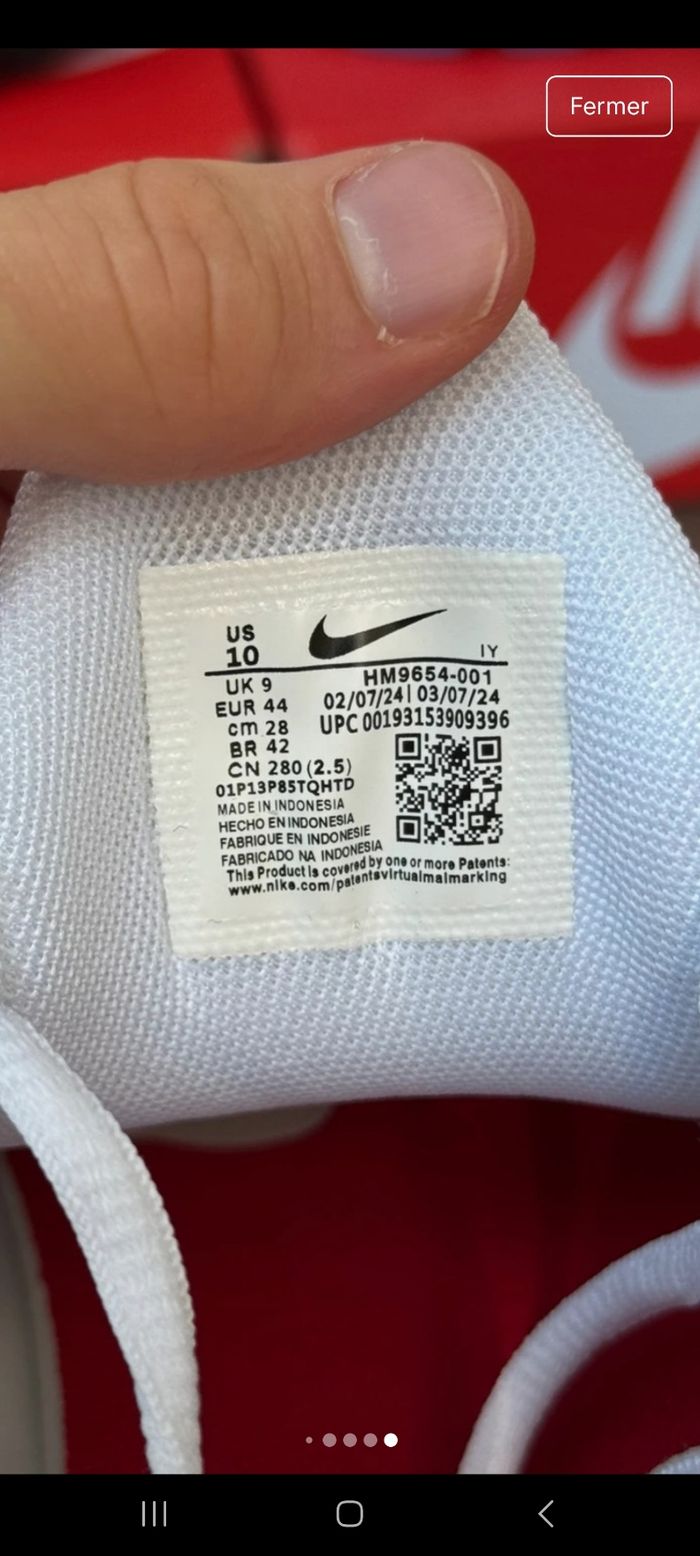 Fermer
US
10
IY
UK 9
HM9654-001
EUR 44
02/07/24| 03/07/24
cm 28
UPC 00193153909396
BR 42
CN 280 (2.5)
01P13P85TQHTD
MADE IN INDONESIA
HECHO EN INDONESIA
FABRIQUE EN INDONESIE
FABRICADO NA INDONESIA
This Product is covered by one or more Patents:
www.nike.com/patentsvirtualmalmarking